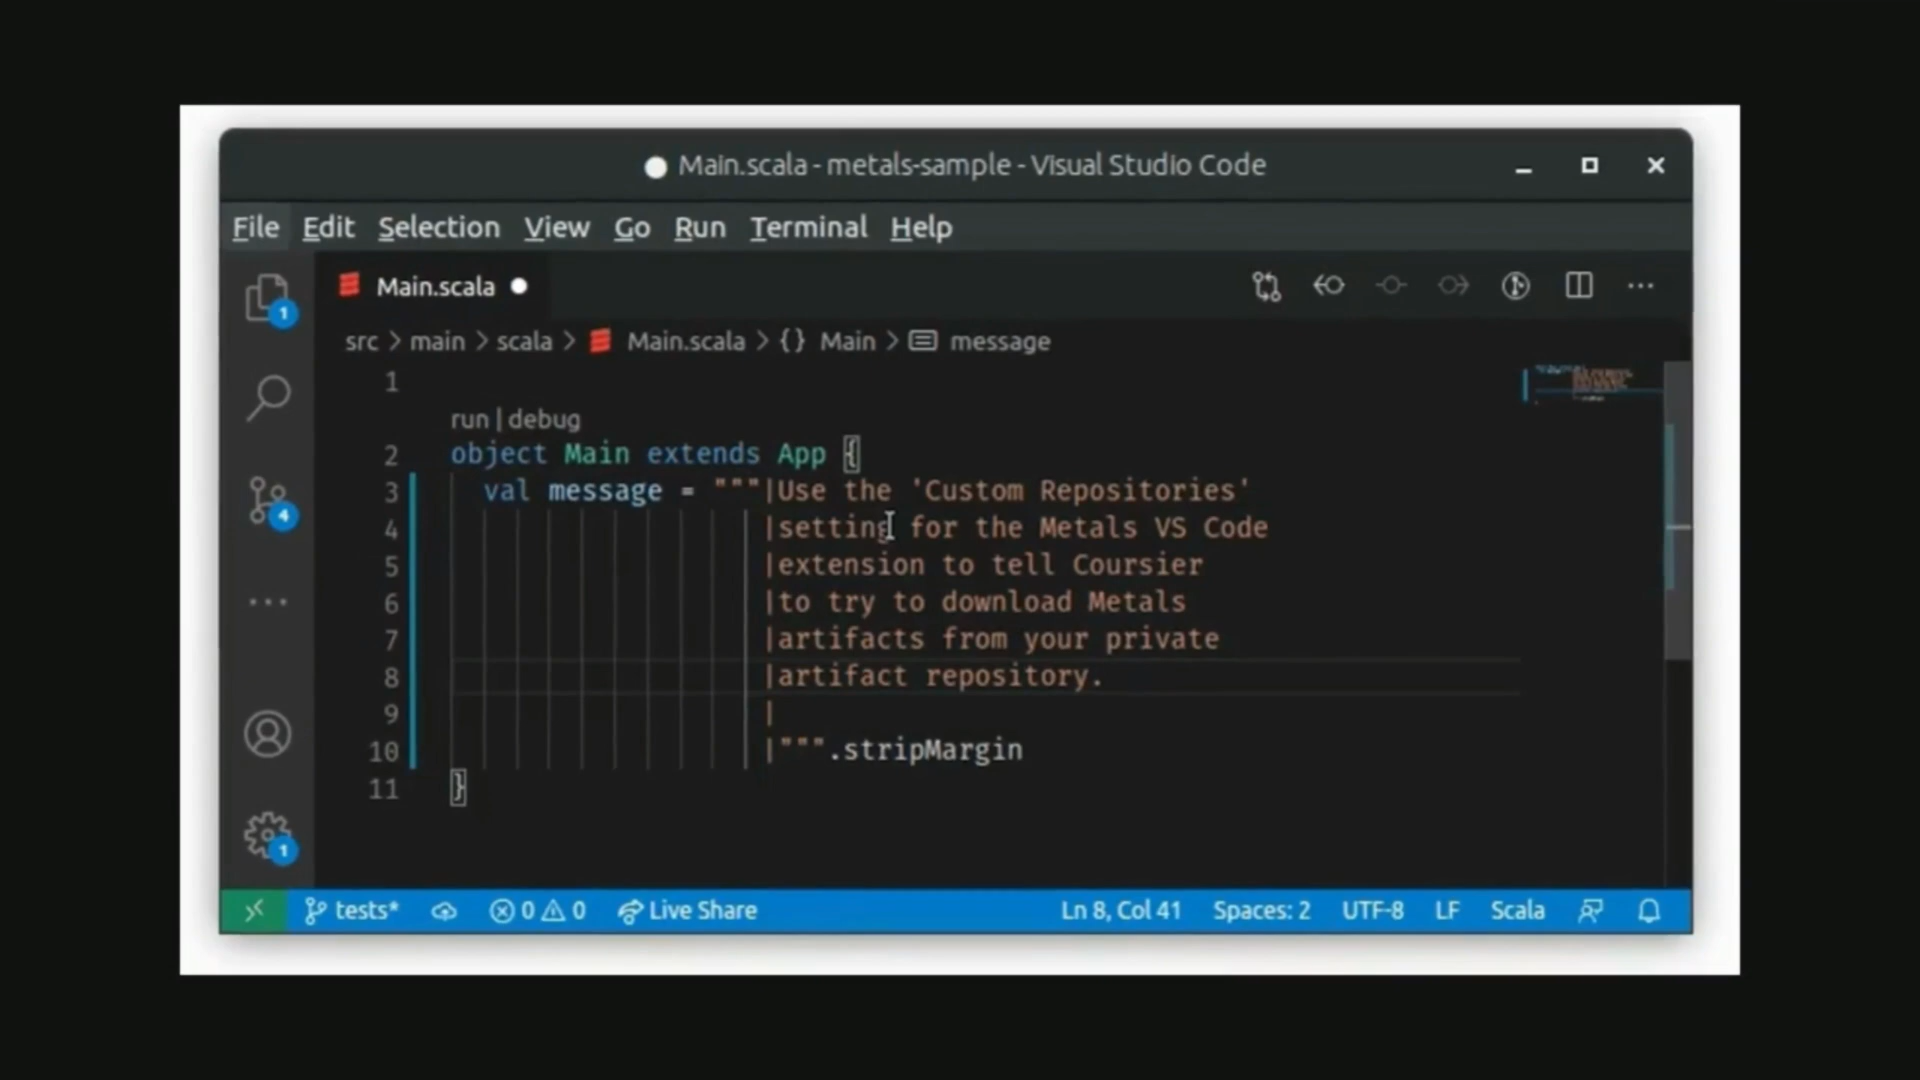 Main.scala - metals-sample - Visual Studio Code
File Edit Selection View Go Run Terminal Help
Main.scala
src > main > scala > Main.scala > {} Main > message
1
run | debug
2 object Main extends App {
3 val message = """|Use the 'Custom Repositories'
4 |setting for the Metals VS Code
5 |extension to tell Coursier
6 |to try to download Metals
7 |artifacts from your private
8 |artifact repository.
9 |
10 |""".stripMargin
11 }
1
4
1
tests* 0 0 Live Share Ln 8, Col 41 Spaces: 2 UTF-8 LF Scala